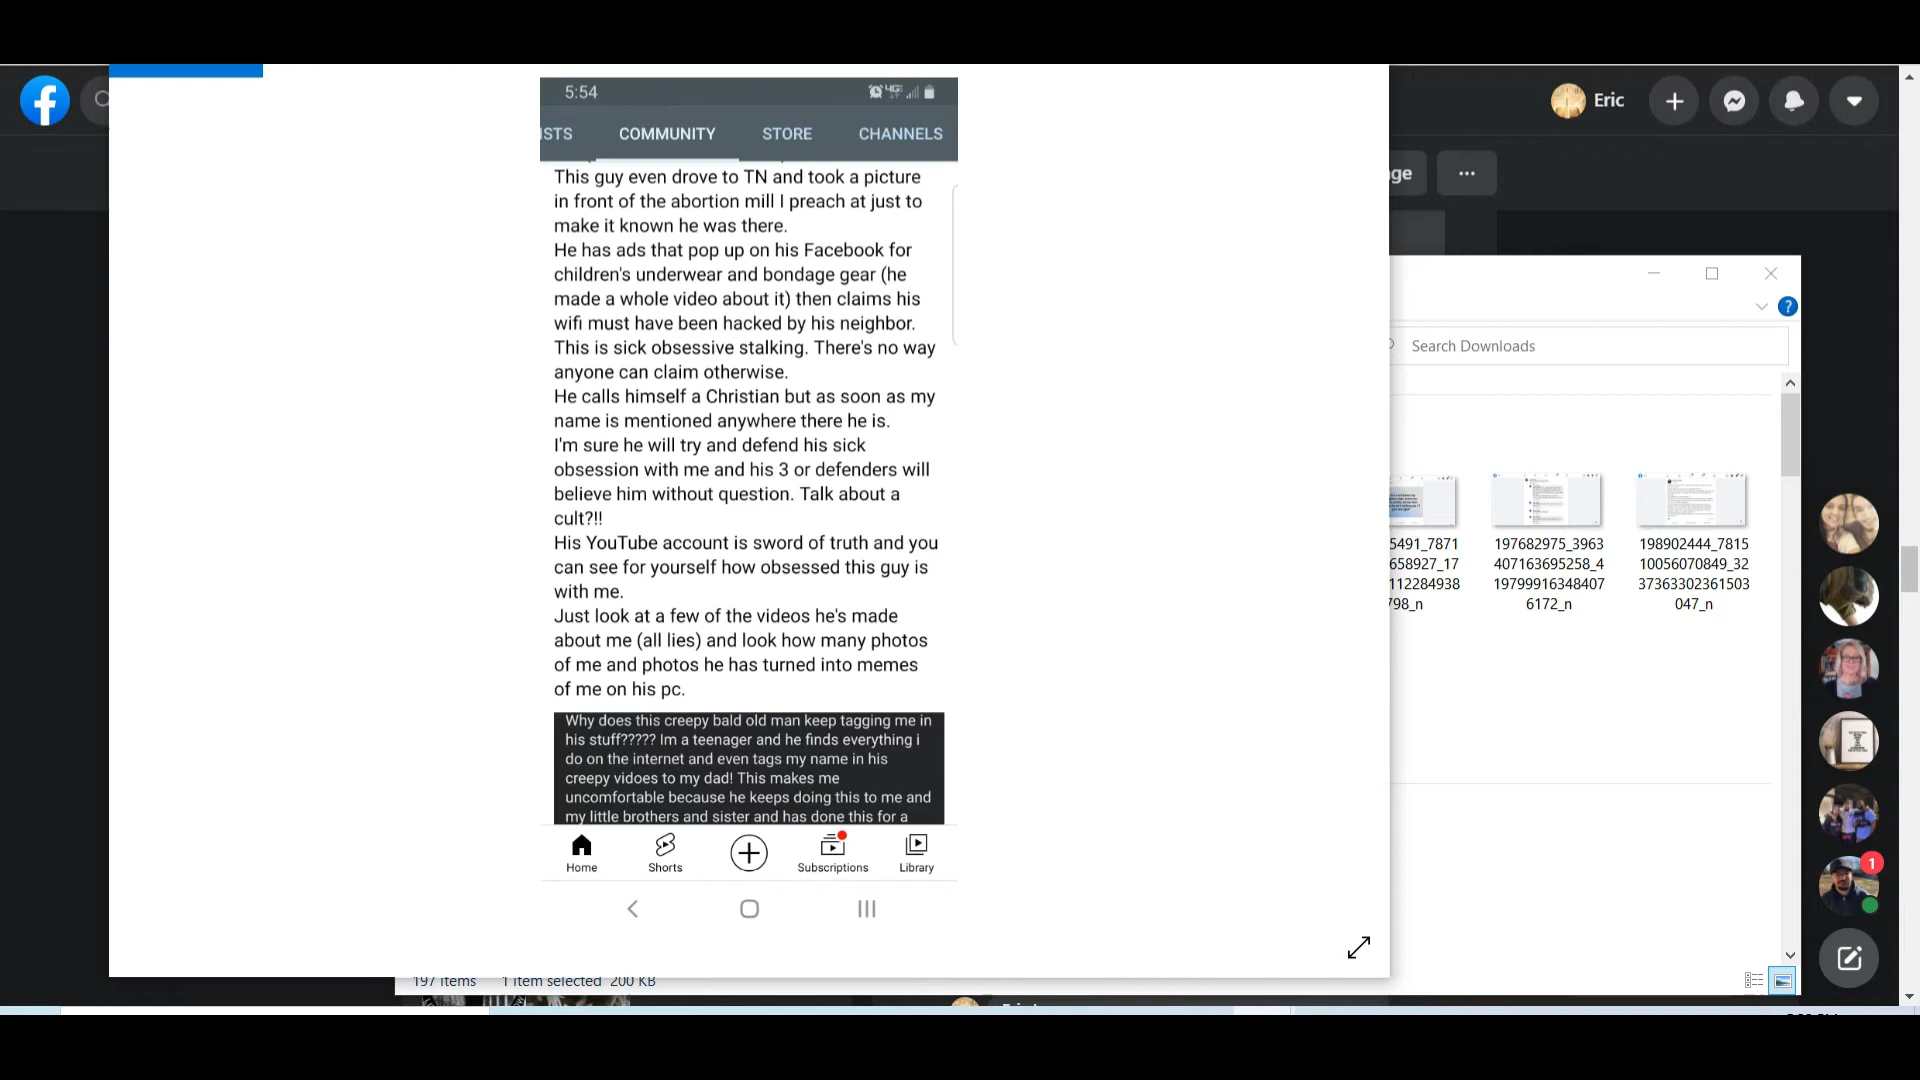 5:54
Eric
ISTS COMMUNITY STORE CHANNELS
This guy even drove to TN and took a picture
in front of the abortion mill I preach at just to
make it known he was there.
He has ads that pop up on his Facebook for
children's underwear and bondage gear (he
made a whole video about it) then claims his
wifi must have been hacked by his neighbor.
This is sick obsessive stalking. There's no way
anyone can claim otherwise.
He calls himself a Christian but as soon as my
name is mentioned anywhere there he is.
I'm sure he will try and defend his sick
obsession with me and his 3 or defenders will
believe him without question. Talk about a
cult?!!
His YouTube account is sword of truth and you
can see for yourself how obsessed this guy is
with me.
Just look at a few of the videos he's made
about me (all lies) and look how many photos
of me and photos he has turned into memes
of me on his pc.
Why does this creepy bald old man keep tagging me in
his stuff????? Im a teenager and he finds everything i
do on the internet and even tags my name in his
creepy vidoes to my dad! This makes me
uncomfortable because he keeps doing this to me and
my little brothers and sister and has done this for a
Home Shorts Subscriptions Library
ge
Search Downloads
5491_7871
658927_17
112284938
798_n
197682975_3963
407163695258_4
19799916348407
6172_n
198902444_7815
10056070849_32
37363302361503
047_n
1
197 items 1 item selected 200 KB